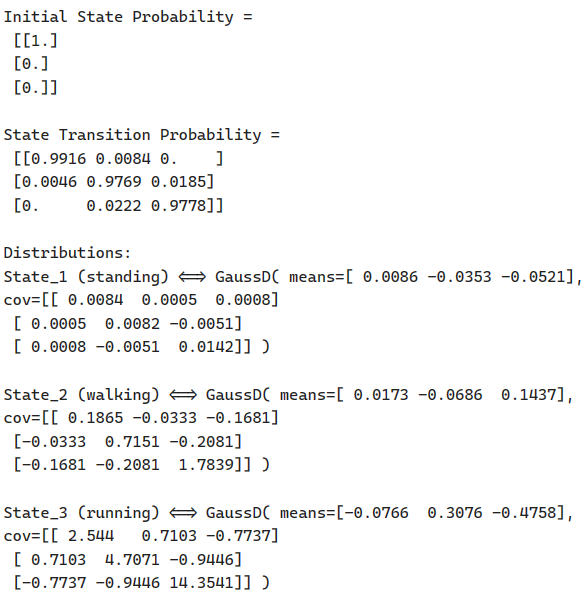 Initial State Probability =
[[1.]
[0.]
[0.]]
State Transition Probability =
[[0.9916 0.0084 0.    ]
[0.0046 0.9769 0.0185]
[0.     0.0222 0.9778]]
Distributions:
State_1 (standing) ⟺ GaussD( means=[ 0.0086 −0.0353 −0.0521],
cov=[[ 0.0084  0.0005  0.0008]
[ 0.0005  0.0082 −0.0051]
[ 0.0008 −0.0051  0.0142]] )
State_2 (walking) ⟺ GaussD( means=[ 0.0173 −0.0686  0.1437],
cov=[[ 0.1865 −0.0333 −0.1681]
[−0.0333  0.7151 −0.2081]
[−0.1681 −0.2081  1.7839]] )
State_3 (running) ⟺ GaussD( means=[−0.0766  0.3076 −0.4758],
cov=[[ 2.544   0.7103 −0.7737]
[ 0.7103  4.7071 −0.9446]
[−0.7737 −0.9446 14.3541]] )